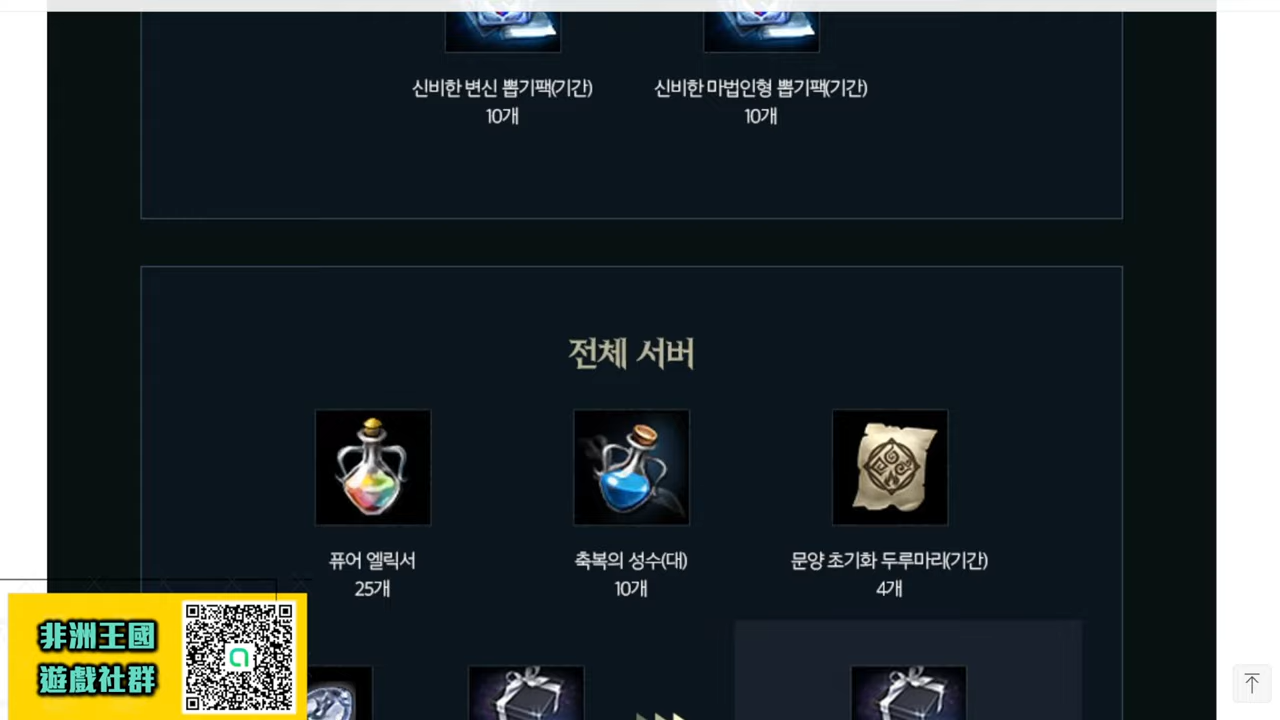 신비한 변신 뽑기팩(기간)
10개
신비한 마법인형 뽑기팩(기간)
10개
전체 서버
퓨어 엘릭서
25개
축복의 성수(대)
10개
문양 초기화 두루마리(기간)
4개
非洲王國
遊戲社群